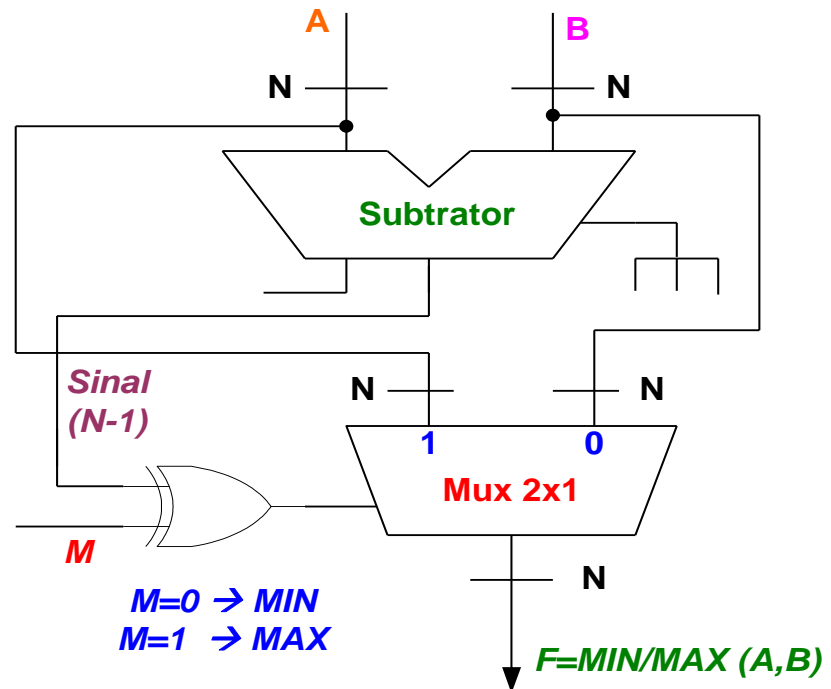 A
B
N
N
Subtrator
Sinal
(N-1)
N
N
1
0
Mux 2x1
M
N
M=0 → MIN
M=1 → MAX
F=MIN/MAX (A,B)